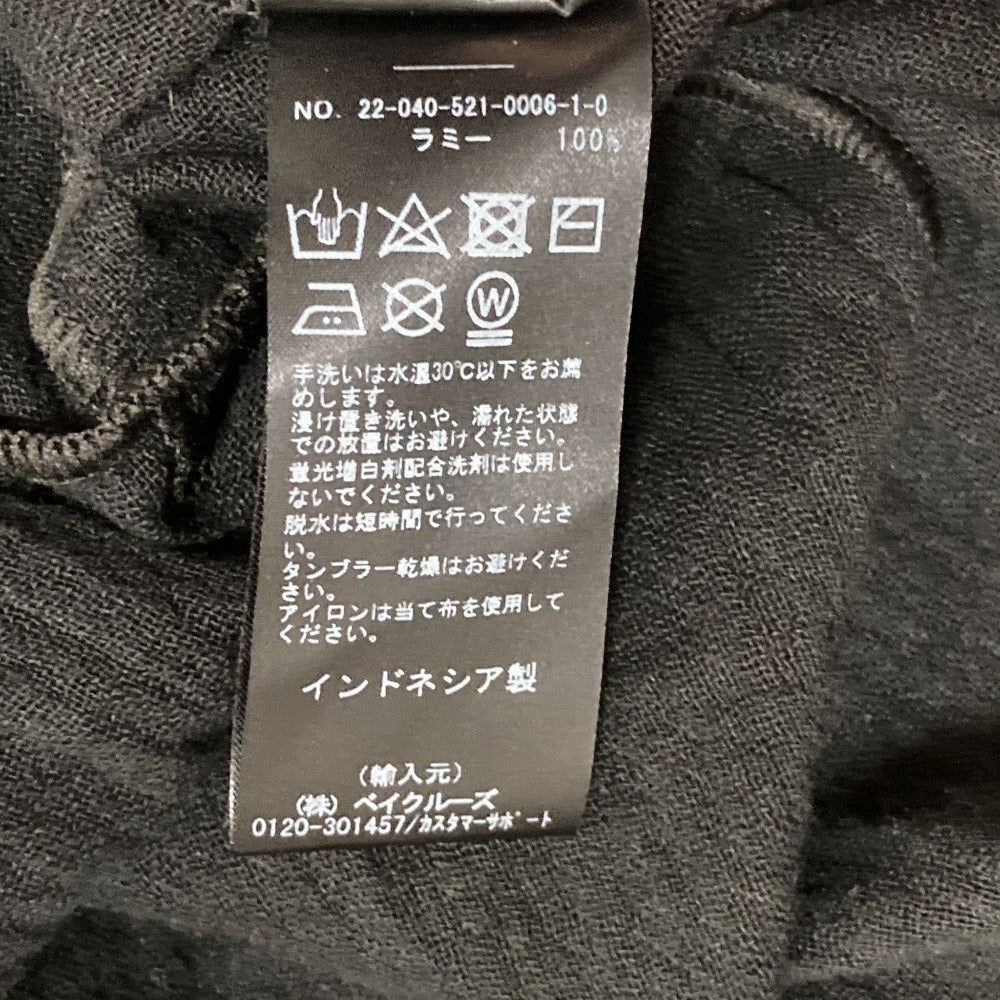 NO. 22-040-521-0006-1-0
ラミー 100%
W
手洗いは水温30℃以下をお薦
めします。
浸け置き洗いや、濡れた状態
での放置はお避けください。
蛍光増白剤配合洗剤は使用し
ないでください。
脱水は短時間で行ってくださ
い。
タンブラー乾燥はお避けくだ
さい。
アイロンは当て布を使用して
ください。
インドネシア製
(輸入元)
(株) ベイクルーズ
0120-301457/カスタマーサポート